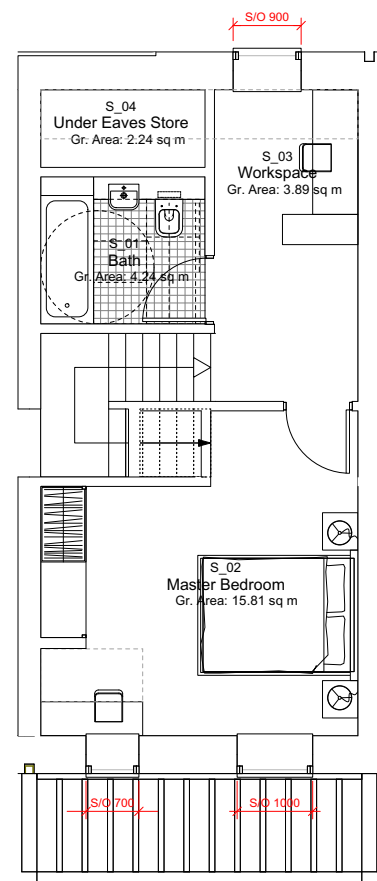 S/O 900
S_04
Under Eaves Store
Gr. Area: 2.24 sq m
S_03
Workspace
Gr. Area: 3.89 sq m
S_01
Bath
Gr. Area: 4.24 sq m
S_02
Master Bedroom
Gr. Area: 15.81 sq m
S/O 700
S/O 1000